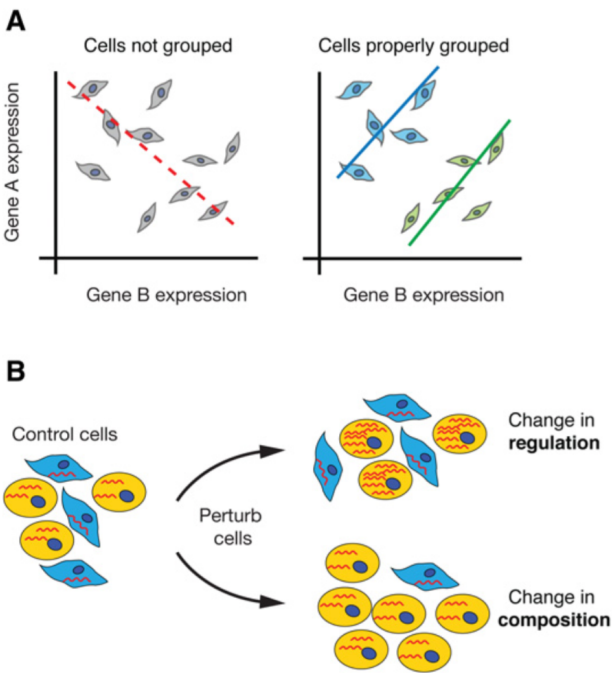 A
Cells not grouped
Cells properly grouped
Gene A expression
Gene B expression
Gene B expression
B
Control cells
Perturb
cells
Change in
regulation
Change in
composition